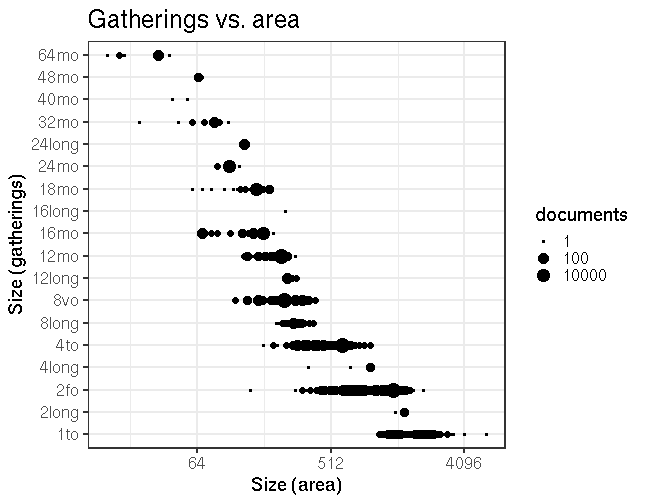 Gatherings vs. area
64mo
48mo
40mo
32mo
24long
24mo
18mo
16long
16mo
12mo
12long
8vo
8long
4to
4long
2fo
2long
1to
Size (gatherings)
64
512
4096
Size (area)
documents
1
100
10000